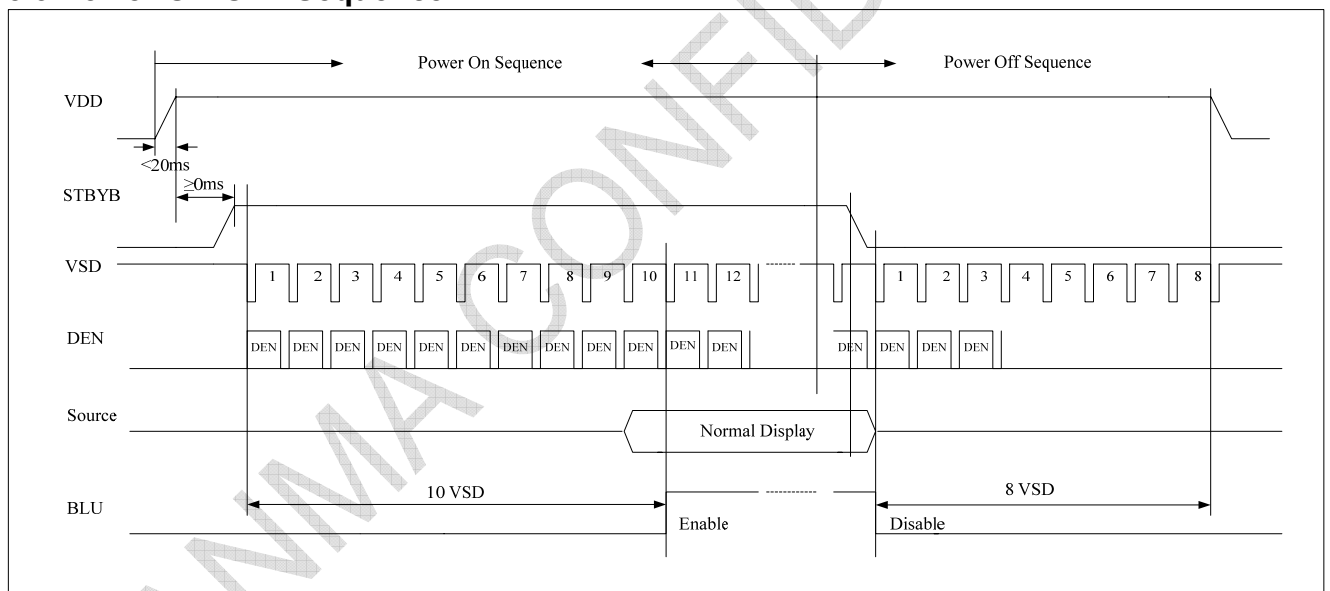 Power On Sequence
Power Off Sequence
VDD
<20ms
≥0ms
STBYB
VSD
1 2 3 4 5 6 7 8 9 10 11 12 1 2 3 4 5 6 7 8
DEN
DEN DEN DEN DEN DEN DEN DEN DEN DEN DEN DEN DEN DEN DEN DEN DEN
Source
Normal Display
10 VSD
8 VSD
BLU
Enable
Disable